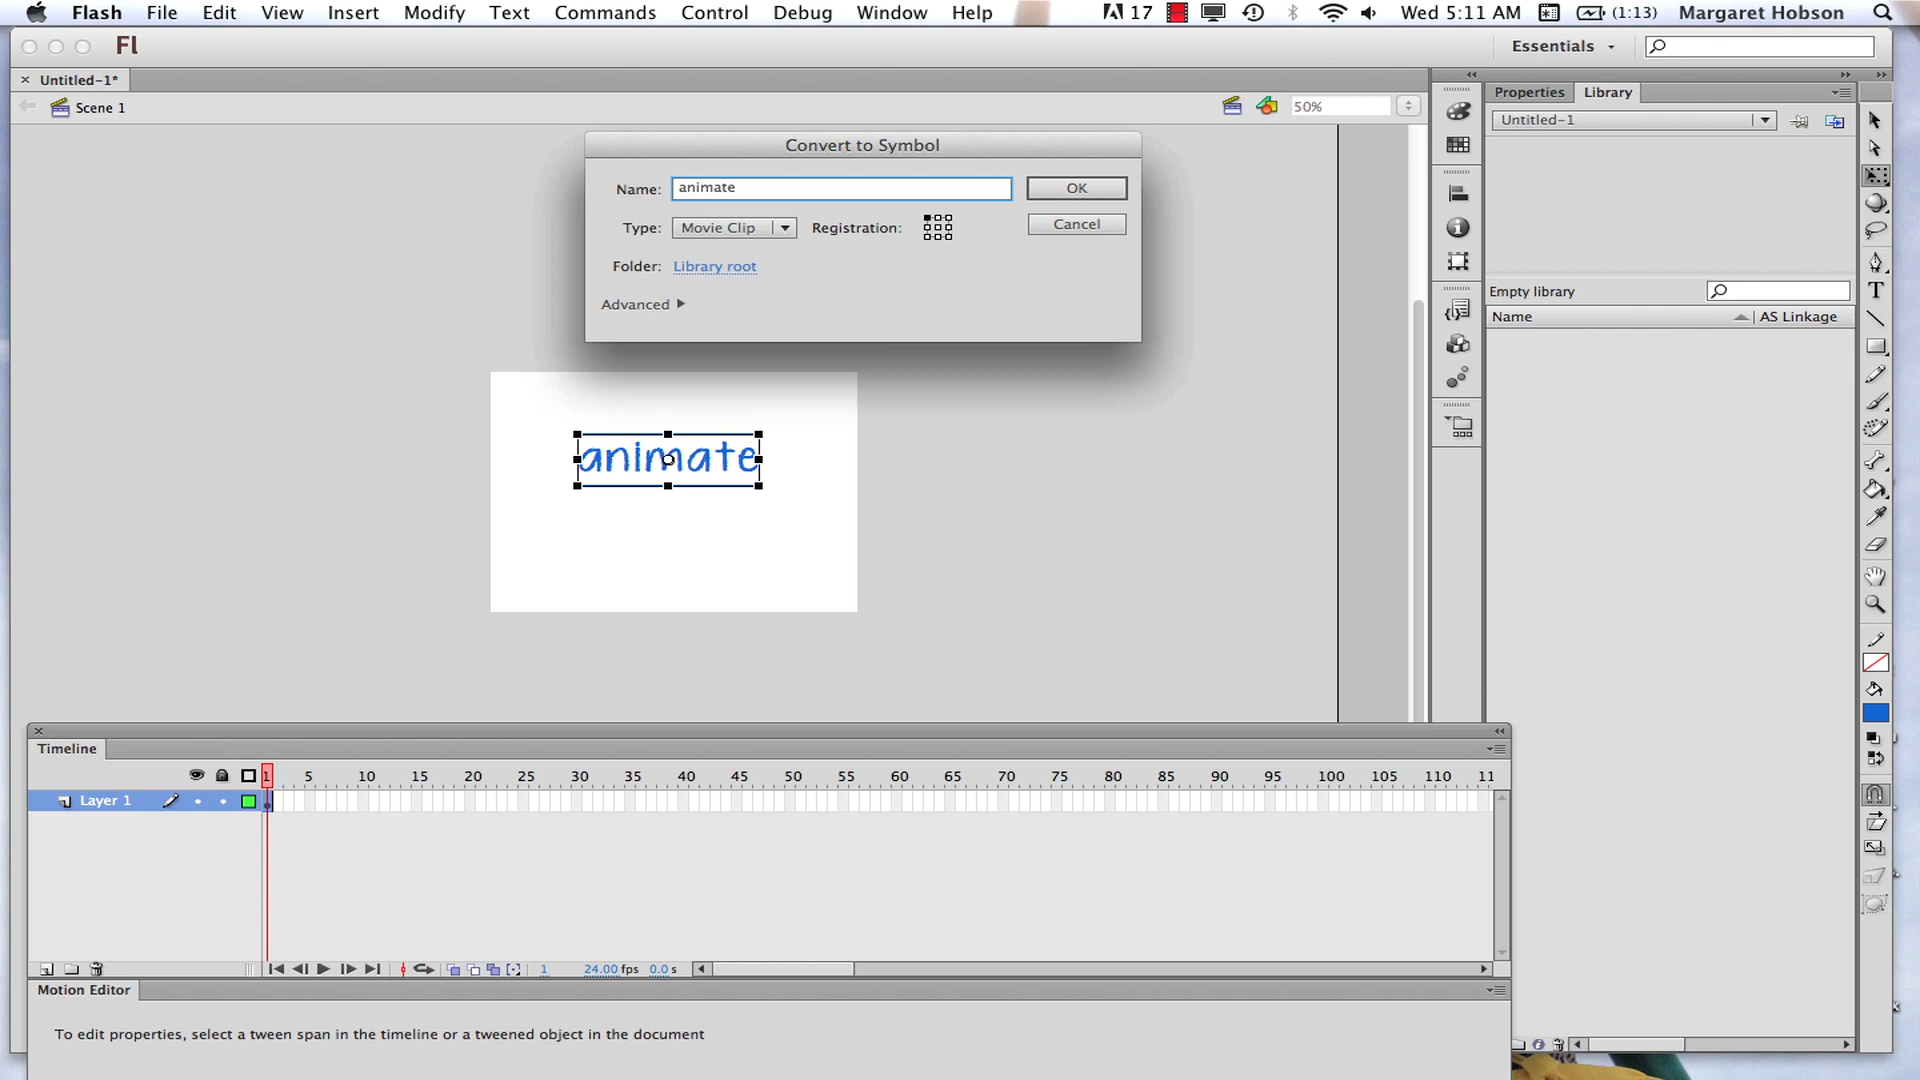 Flash File Edit View Insert Modify Text Commands Control Debug Window Help 17 Wed 5:11 AM (1:13) Margaret Hobson
Fl Essentials
Untitled-1*
Scene 1 50%
Properties Library
Untitled-1
Convert to Symbol
Name: animate OK
Type: Movie Clip Registration: Cancel
Folder: Library root
Advanced
Empty library
Name AS Linkage
animate
Timeline
1 5 10 15 20 25 30 35 40 45 50 55 60 65 70 75 80 85 90 95 100 105 110 11
Layer 1
1 24.00 fps 0.0 s
Motion Editor
To edit properties, select a tween span in the timeline or a tweened object in the document